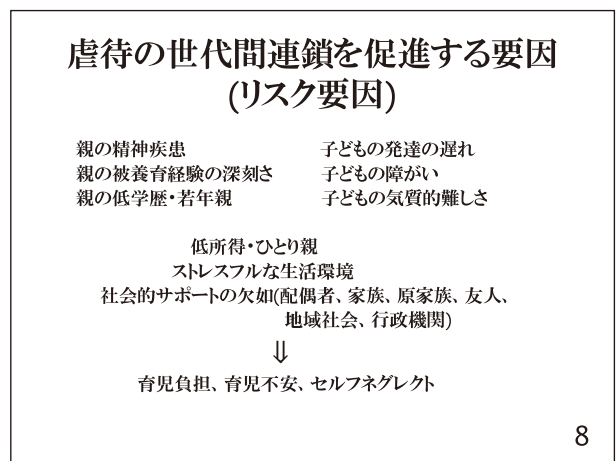 虐待の世代間連鎖を促進する要因
(リスク要因)
親の精神疾患
親の被養育経験の深刻さ
親の低学歴・若年親
子どもの発達の遅れ
子どもの障がい
子どもの気質的難しさ
低所得・ひとり親
ストレスフルな生活環境
社会的サポートの欠如(配偶者、家族、原家族、友人、
地域社会、行政機関)
⇓
育児負担、育児不安、セルフネグレクト
8